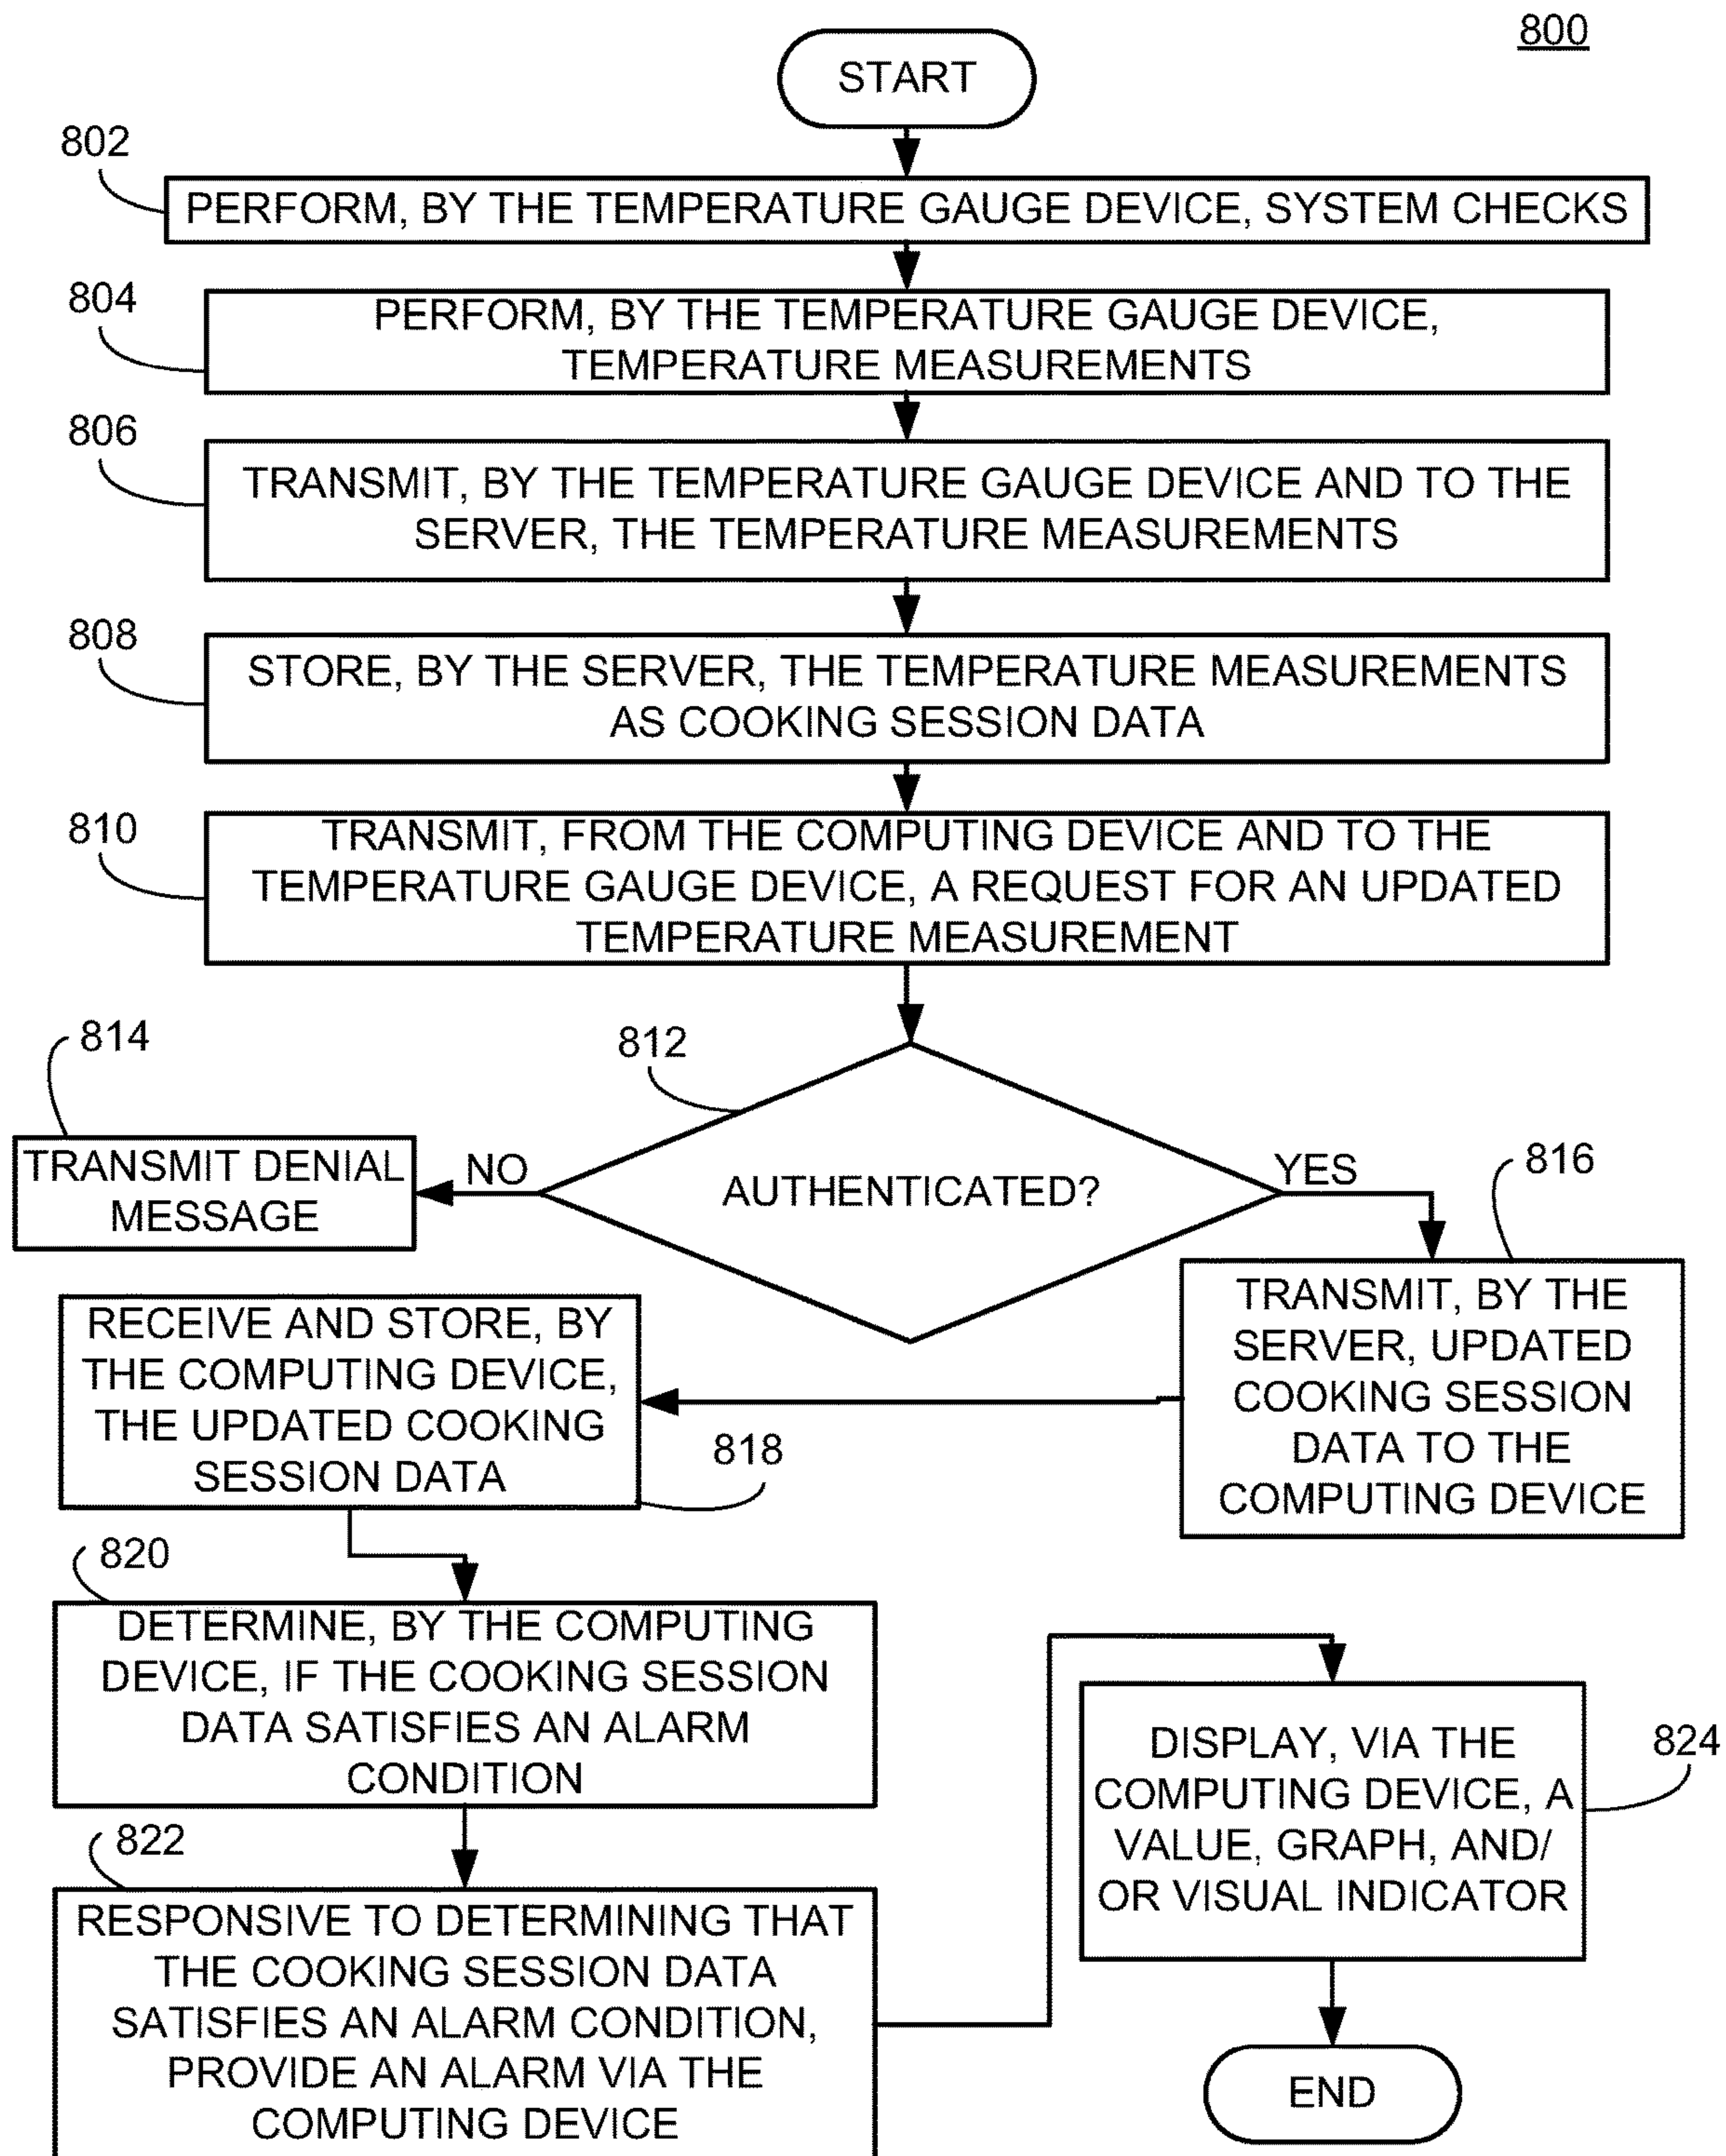 800
START
802
PERFORM, BY THE TEMPERATURE GAUGE DEVICE, SYSTEM CHECKS
804
PERFORM, BY THE TEMPERATURE GAUGE DEVICE,
TEMPERATURE MEASUREMENTS
806
TRANSMIT, BY THE TEMPERATURE GAUGE DEVICE AND TO THE
SERVER, THE TEMPERATURE MEASUREMENTS
808
STORE, BY THE SERVER, THE TEMPERATURE MEASUREMENTS
AS COOKING SESSION DATA
810
TRANSMIT, FROM THE COMPUTING DEVICE AND TO THE
TEMPERATURE GAUGE DEVICE, A REQUEST FOR AN UPDATED
TEMPERATURE MEASUREMENT
812
AUTHENTICATED?
NO
YES
814
TRANSMIT DENIAL
MESSAGE
816
TRANSMIT, BY THE
SERVER, UPDATED
COOKING SESSION
DATA TO THE
COMPUTING DEVICE
RECEIVE AND STORE, BY
THE COMPUTING DEVICE,
THE UPDATED COOKING
SESSION DATA
818
820
DETERMINE, BY THE COMPUTING
DEVICE, IF THE COOKING SESSION
DATA SATISFIES AN ALARM
CONDITION
822
RESPONSIVE TO DETERMINING THAT
THE COOKING SESSION DATA
SATISFIES AN ALARM CONDITION,
PROVIDE AN ALARM VIA THE
COMPUTING DEVICE
DISPLAY, VIA THE
COMPUTING DEVICE, A
VALUE, GRAPH, AND/
OR VISUAL INDICATOR
824
END